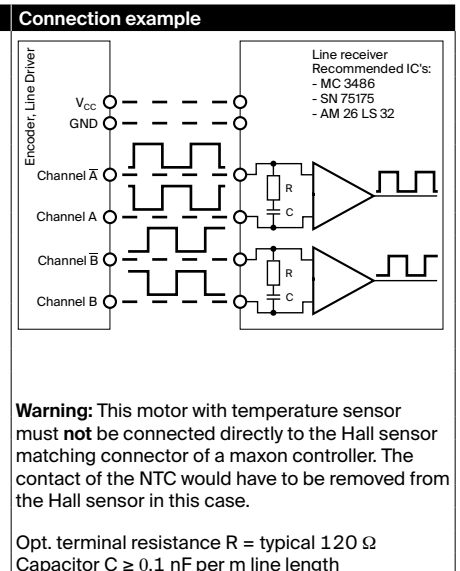 Connection example
Encoder, Line Driver
Line receiver
Recommended IC's:
- MC 3486
- SN 75175
- AM 26 LS 32
VCC
GND
Channel A̅
R
C
Channel A
Channel B̅
R
C
Channel B
Warning: This motor with temperature sensor
must not be connected directly to the Hall sensor
matching connector of a maxon controller. The
contact of the NTC would have to be removed from
the Hall sensor in this case.
Opt. terminal resistance R = typical 120 Ω
Capacitor C ≥ 0.1 nF per m line length